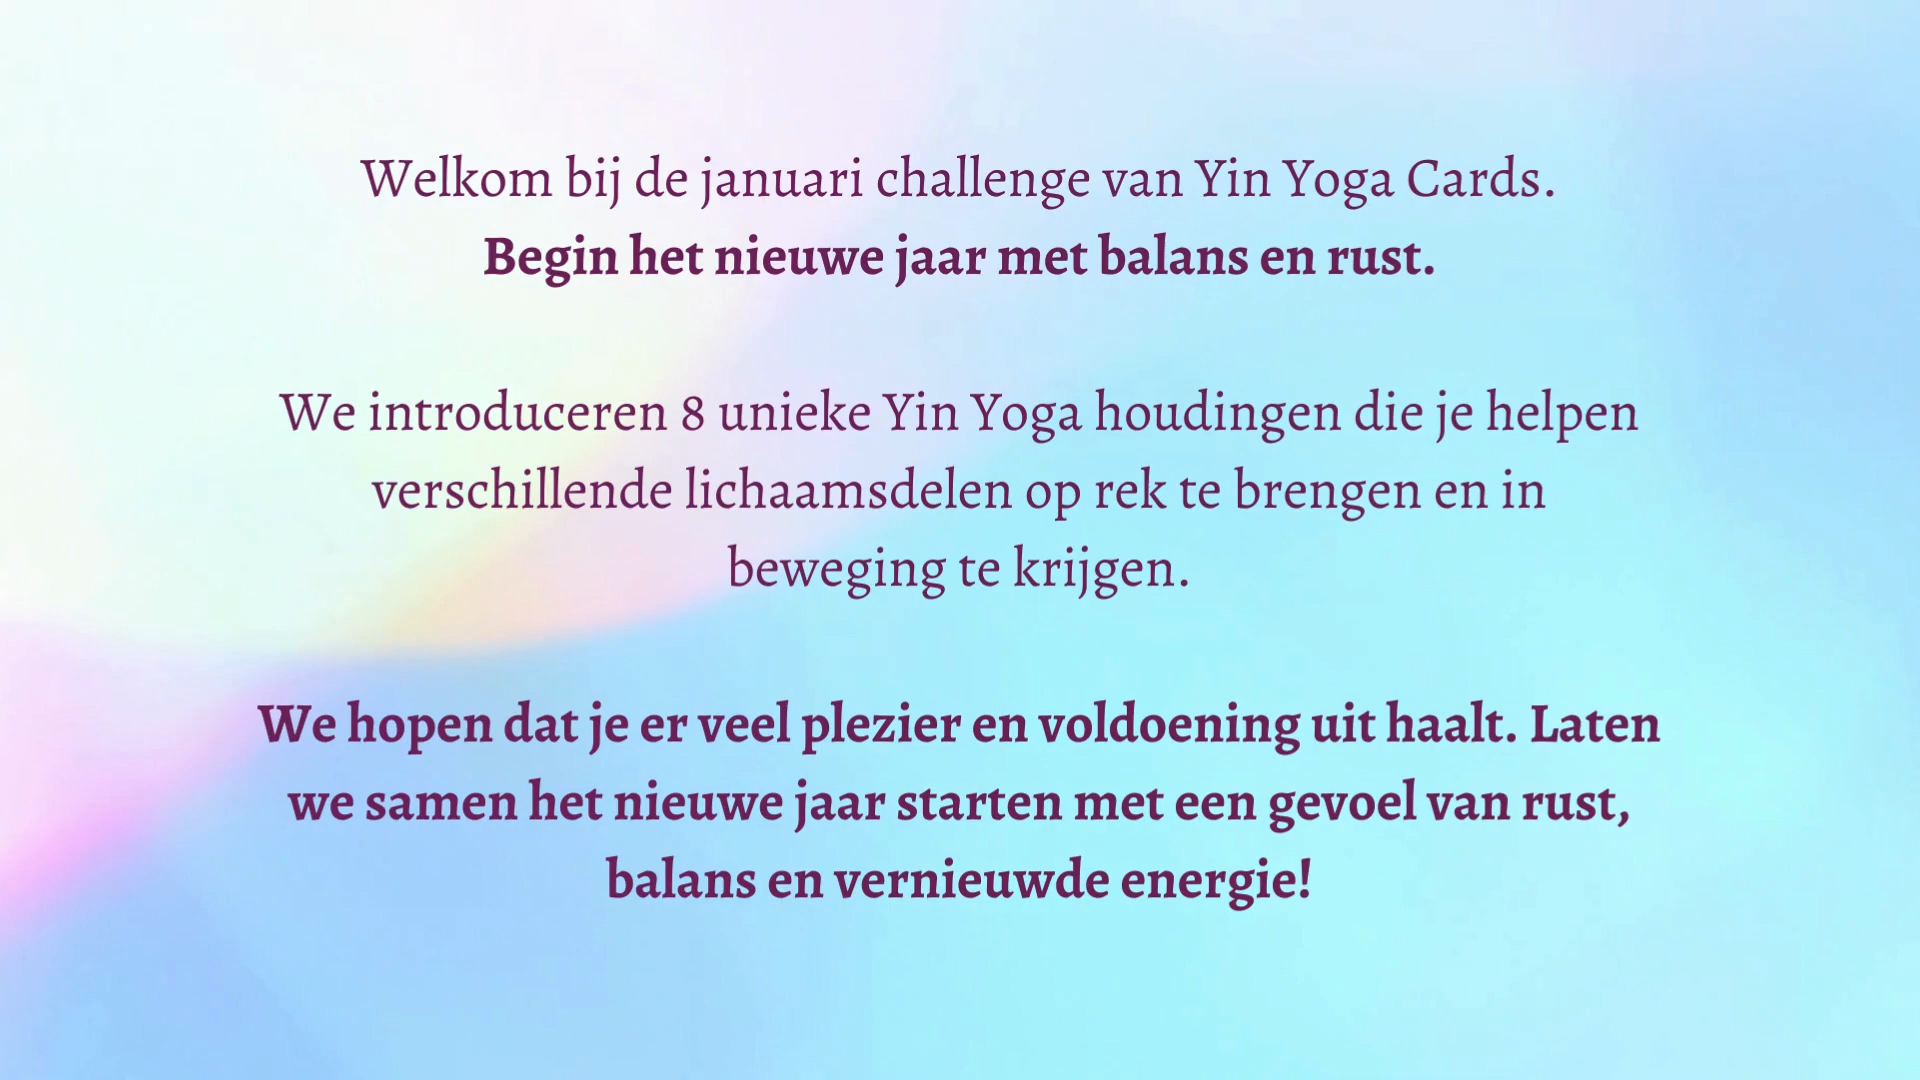 Welkom bij de januari challenge van Yin Yoga Cards.
Begin het nieuwe jaar met balans en rust.
We introduceren 8 unieke Yin Yoga houdingen die je helpen
verschillende lichaamsdelen op rek te brengen en in
beweging te krijgen.
We hopen dat je er veel plezier en voldoening uit haalt. Laten
we samen het nieuwe jaar starten met een gevoel van rust,
balans en vernieuwde energie!